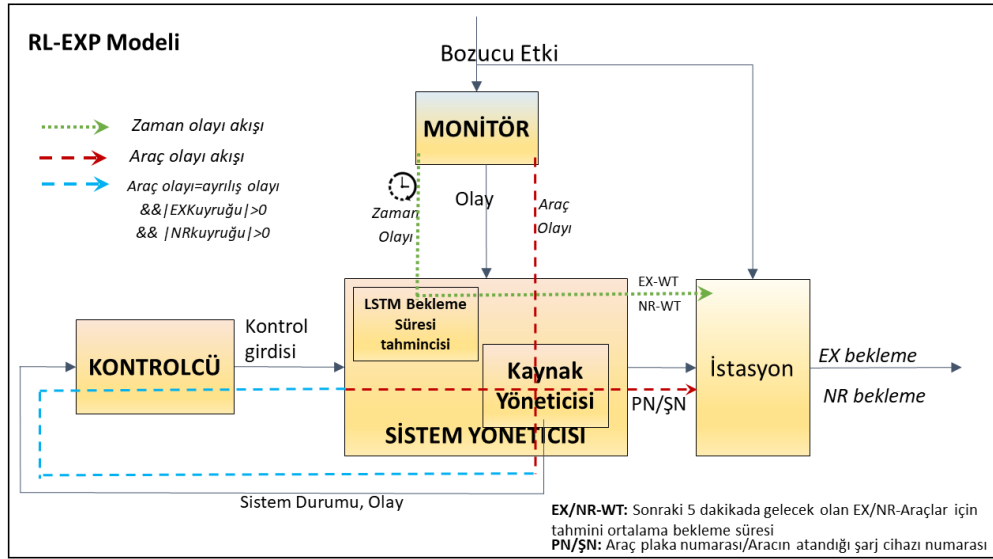 RL-EXP Modeli
Bozucu Etki
MONİTÖR
Zaman olayı akışı
Araç olayı akışı
Araç olayı=ayrılış olayı
&&|EXKuyruğu|>0
&& |NRkuyruğu|>0
Zaman
Olayı
Olay
Araç
Olayı
EX-WT
NR-WT
LSTM Bekleme
Süresi
tahmincisi
Kontrol
girdisi
KONTROLCÜ
Kaynak
Yöneticisi
SİSTEM YÖNETİCISI
PN/ŞN
İstasyon
EX bekleme
NR bekleme
Sistem Durumu, Olay
EX/NR-WT: Sonraki 5 dakikada gelecek olan EX/NR-Araçlar için
tahmini ortalama bekleme süresi
PN/ŞN: Araç plaka numarası/Aracın atandığı şarj cihazı numarası